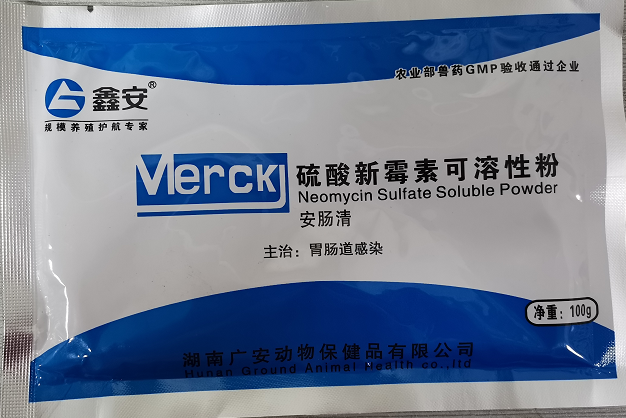 农业部兽药GMP验收通过企业
鑫安®
规模养殖护航专家
Merck
硫酸新霉素可溶性粉
Neomycin Sulfate Soluble Powder
安肠清
主治：胃肠道感染
净重：100g
湖南广安动物保健品有限公司
Hunan Ground Animal Health co.,ltd